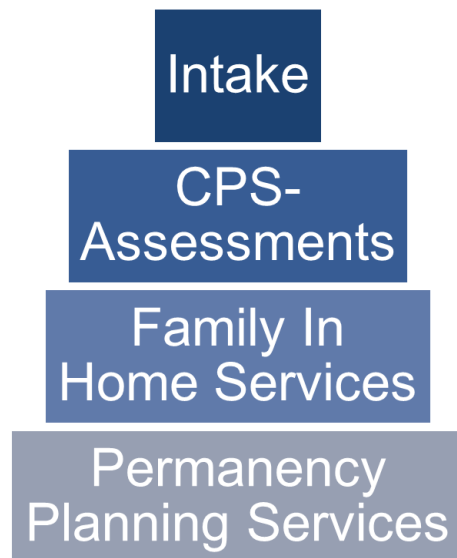 Intake
CPS-
Assessments
Family In
Home Services
Permanency
Planning Services